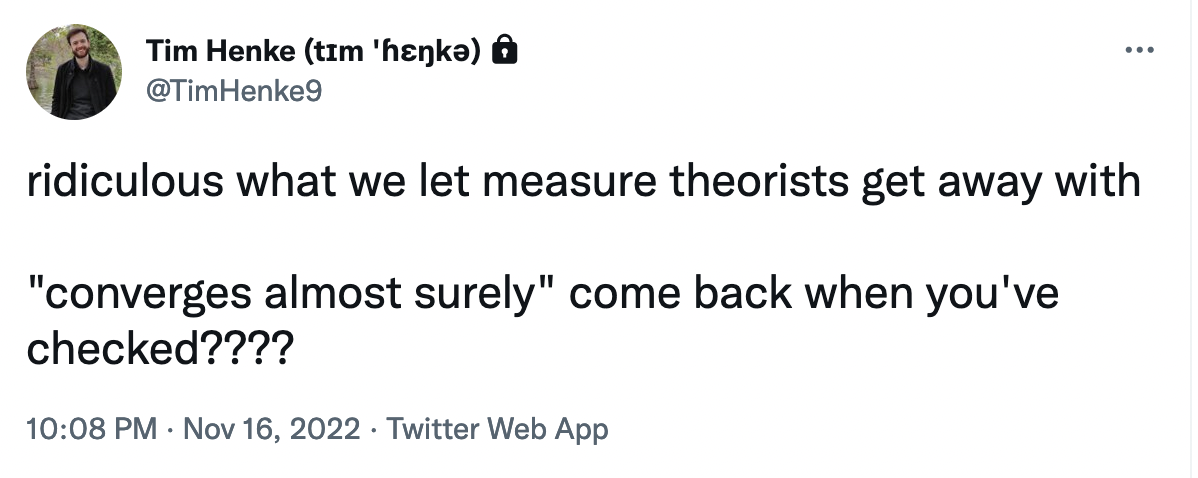 Tim Henke (tɪm 'ɦɛŋkə)
@TimHenke9
ridiculous what we let measure theorists get away with
"converges almost surely" come back when you've
checked????
10:08 PM · Nov 16, 2022 · Twitter Web App